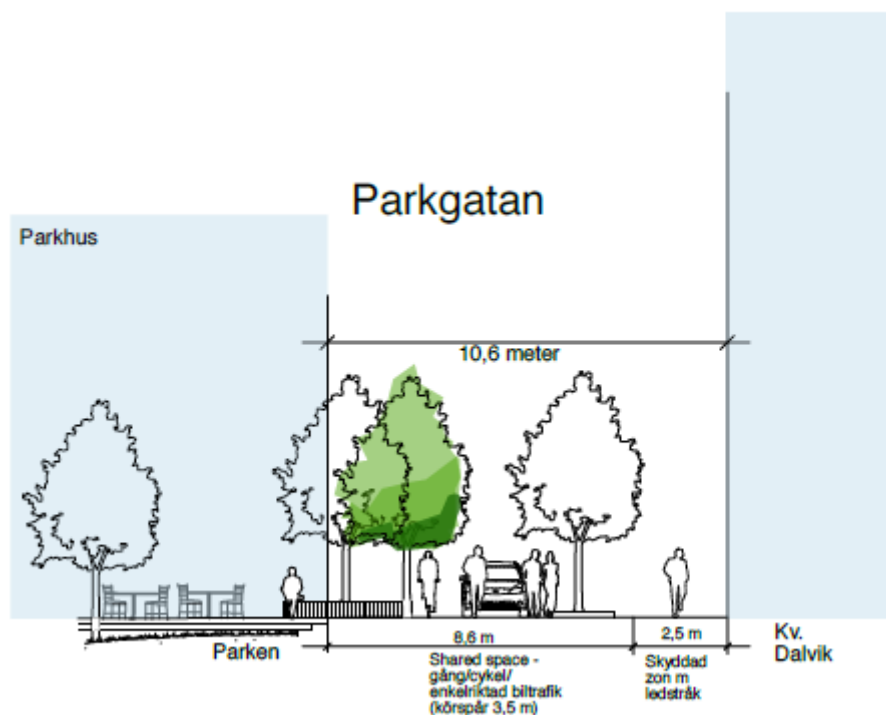 Parkgatan
Parkhus
10,6 meter
8,6 m
2,5 m
Parken
Shared space -
gång/cykel/
enkelriktad biltrafik
(körspår 3,5 m)
Skyddad
zon m
ledstråk
Kv.
Dalvik